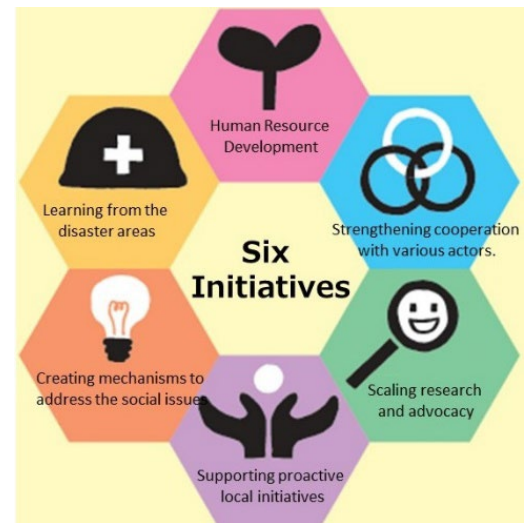 Human Resource
Development
Strengthening cooperation
with various actors.
Scaling research
and advocacy
Supporting proactive
local initiatives
Creating mechanisms to
address the social issues
Learning from the
disaster areas
Six
Initiatives